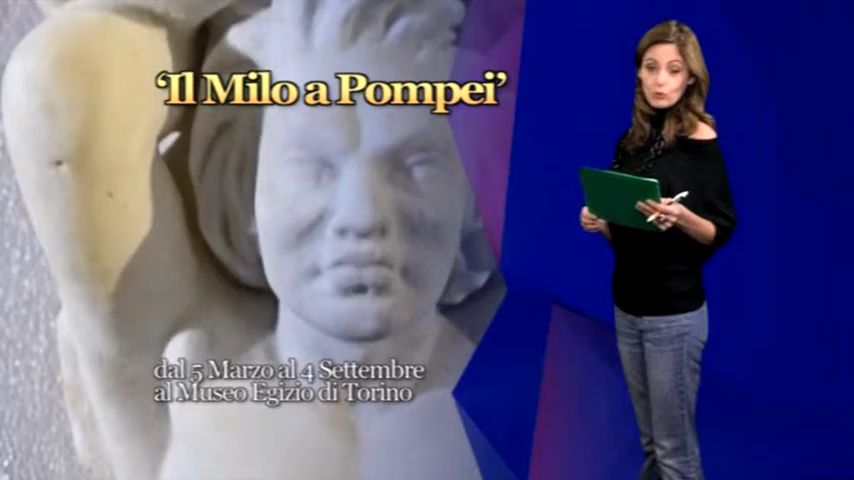 ‘Il Milo a Pompei’
dal 5 Marzo al 4 Settembre
al Museo Egizio di Torino